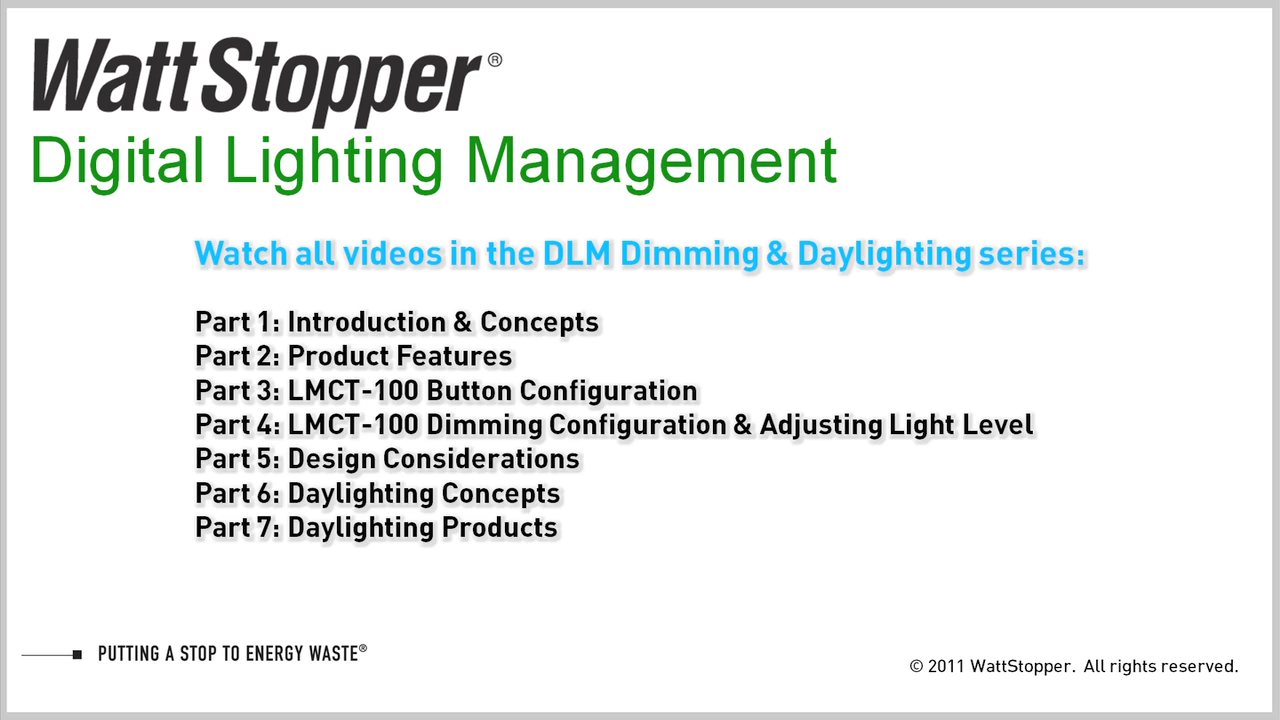 WattStopper®
Digital Lighting Management
Watch all videos in the DLM Dimming & Daylighting series:
Part 1: Introduction & Concepts
Part 2: Product Features
Part 3: LMCT-100 Button Configuration
Part 4: LMCT-100 Dimming Configuration & Adjusting Light Level
Part 5: Design Considerations
Part 6: Daylighting Concepts
Part 7: Daylighting Products
PUTTING A STOP TO ENERGY WASTE®
© 2011 WattStopper. All rights reserved.